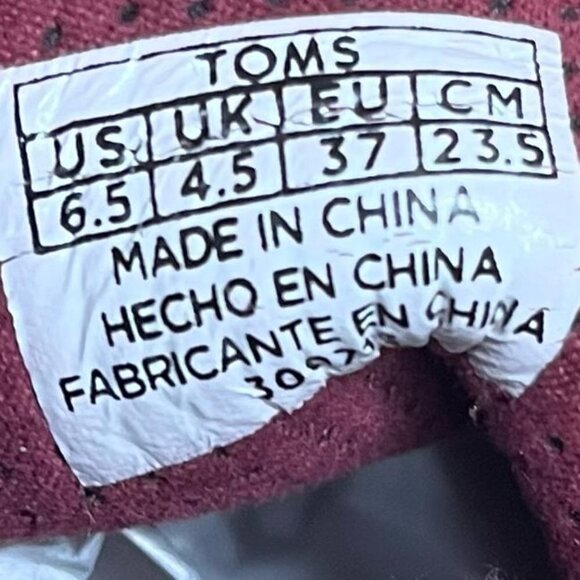 TOMS
US UK EU CM
6.5 4.5 37 23.5
MADE IN CHINA
HECHO EN CHINA
FABRICANTE EN CHINA